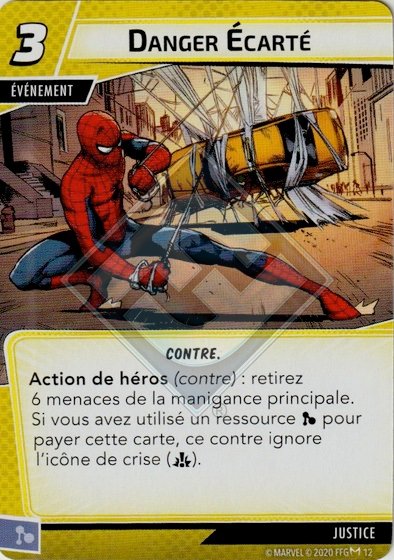 3
DANGER ÉCARTÉ
ÉVÉNEMENT
CONTRE.
Action de héros (contre) : retirez
6 menaces de la manigance principale.
Si vous avez utilisé un ressource pour
payer cette carte, ce contre ignore
l'icône de crise ( ).
© MARVEL © 2020 FFG 12
JUSTICE